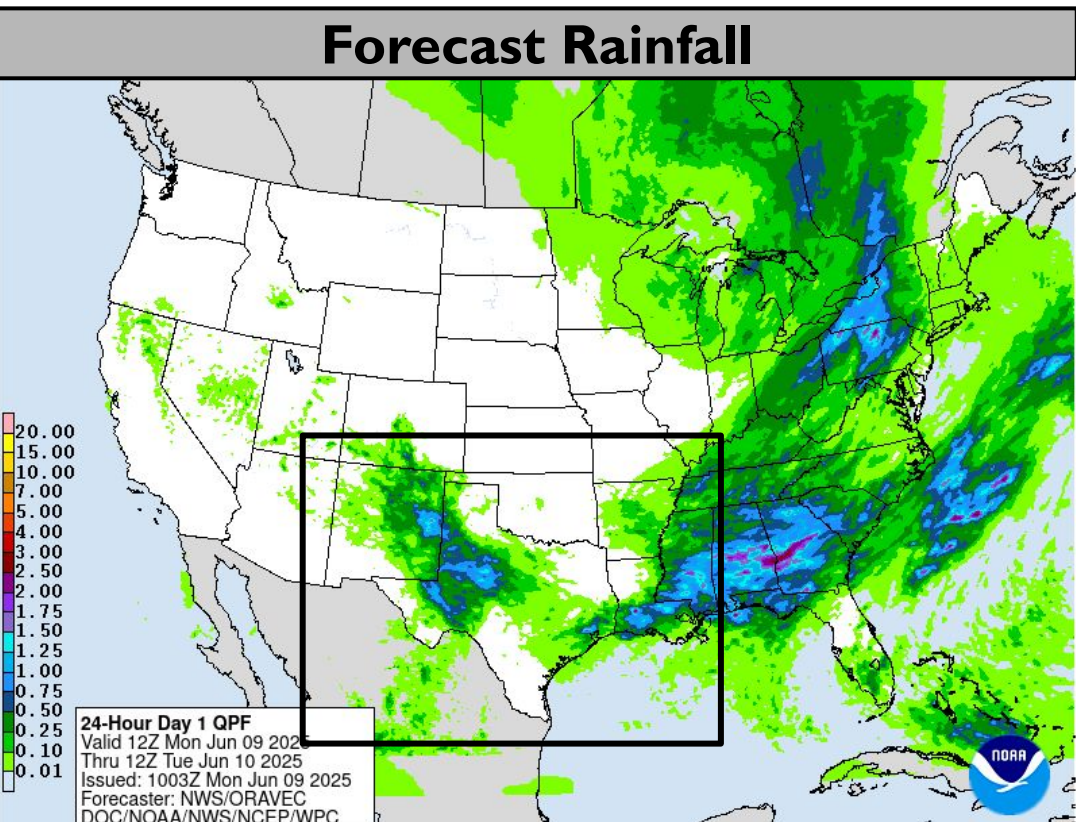 Forecast Rainfall
20.00
15.00
10.00
7.00
5.00
4.00
3.00
2.50
2.00
1.75
1.50
1.25
1.00
0.75
0.50
0.25
0.10
0.01
24-Hour Day 1 QPF
Valid 12Z Mon Jun 09 2025
Thru 12Z Tue Jun 10 2025
Issued: 1003Z Mon Jun 09 2025
Forecaster: NWS/ORAVEC
DOC/NOAA/NWS/NCEP/WPC
NOAA